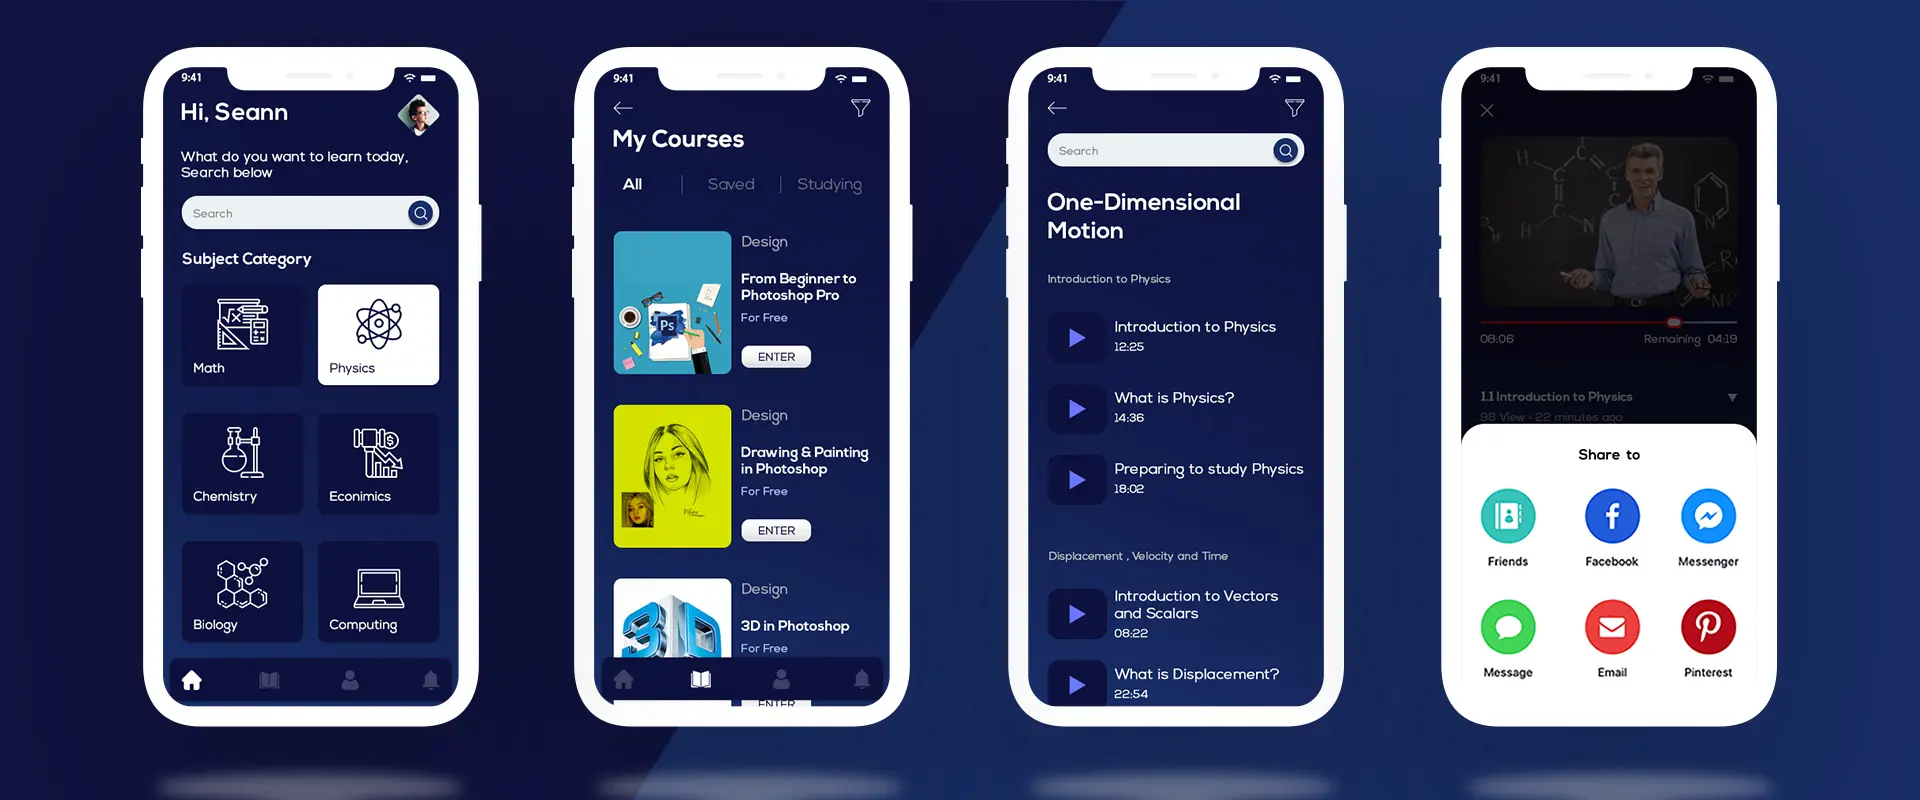 9:41
Hi, Seann
What do you want to learn today,
Search below
Search
Subject Category
Math
Physics
Chemistry
Econimics
Biology
Computing
9:41
My Courses
All
Saved
Studying
Design
From Beginner to
Photoshop Pro
For Free
ENTER
Ps
Design
Drawing & Painting
in Photoshop
For Free
ENTER
Design
3D in Photoshop
For Free
3D
ENTER
9:41
Search
One-Dimensional
Motion
Introduction to Physics
Introduction to Physics
12:25
What is Physics?
14:36
Preparing to study Physics
18:02
Displacement , Velocity and Time
Introduction to Vectors
and Scalars
08:22
What is Displacement?
22:54
9:41
H
C
C
H
C
N
N
R
08:06
Remaining 04:19
1.1 Introduction to Physics
98 View • 22 minutes ago
Share to
Friends
Facebook
Messenger
Message
Email
Pinterest